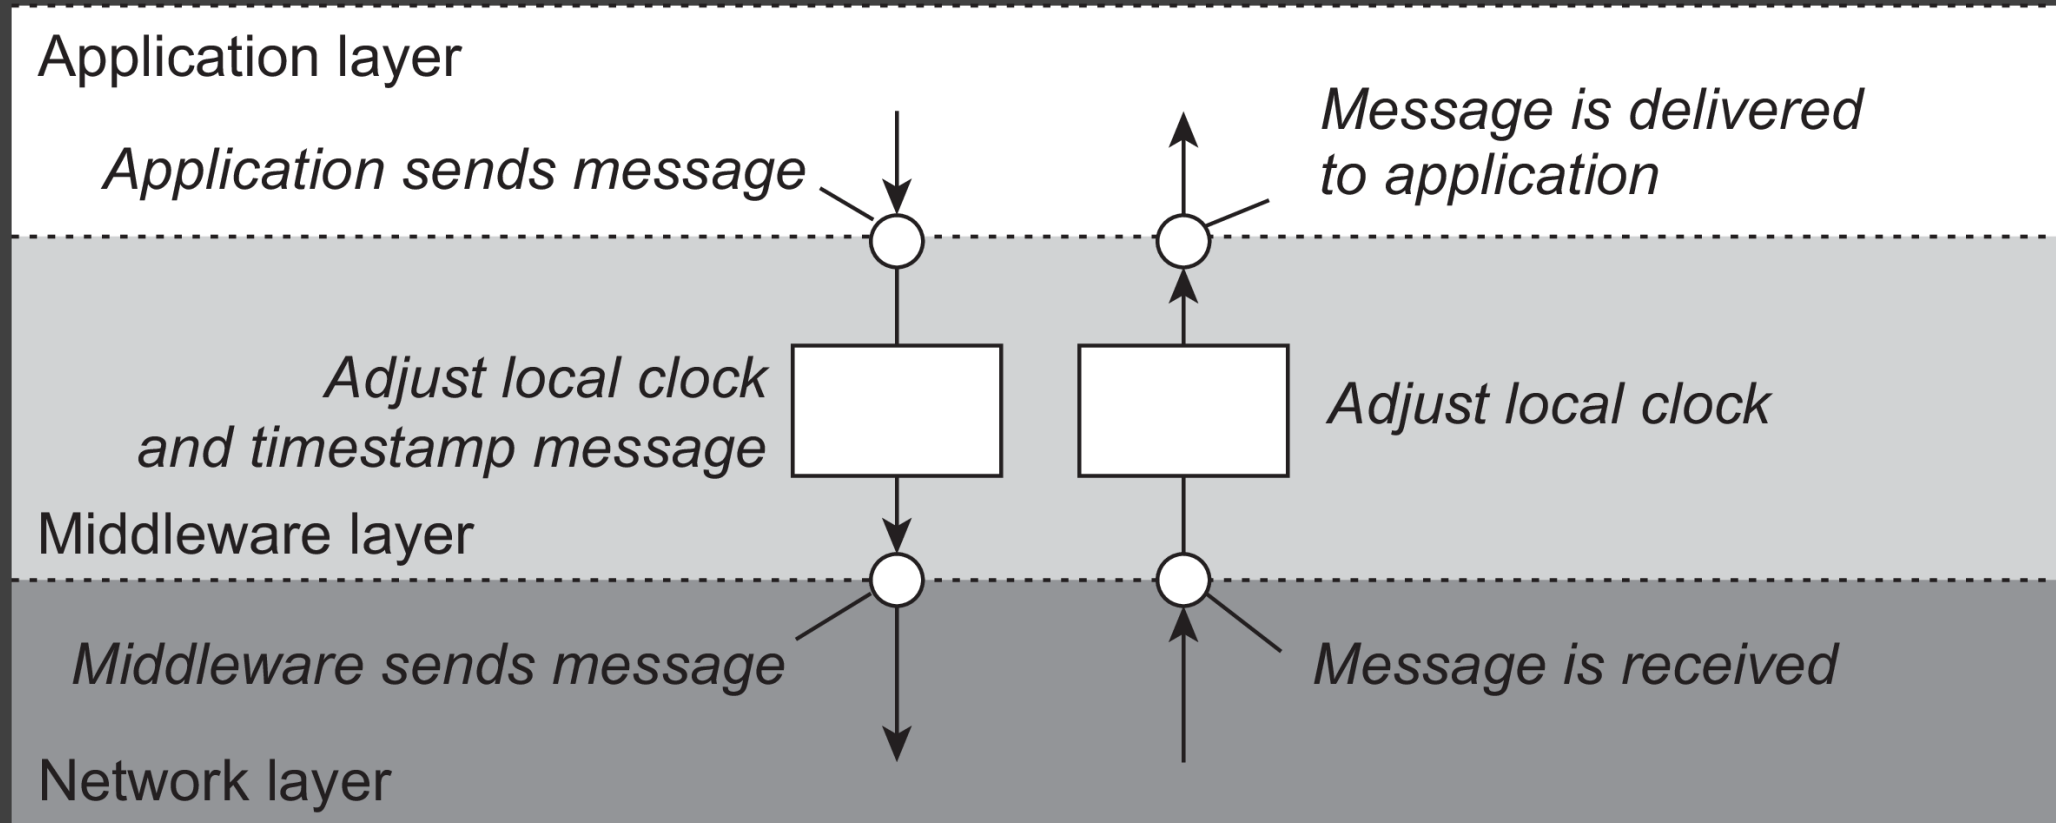 Application layer
Application sends message
Message is delivered
to application
Adjust local clock
and timestamp message
Adjust local clock
Middleware layer
Middleware sends message
Message is received
Network layer